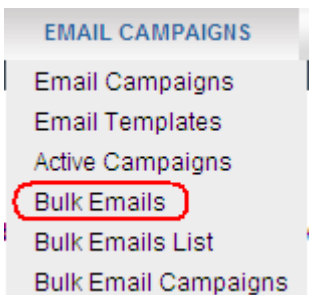 EMAIL CAMPAIGNS
Email Campaigns
Email Templates
Active Campaigns
Bulk Emails
Bulk Emails List
Bulk Email Campaigns